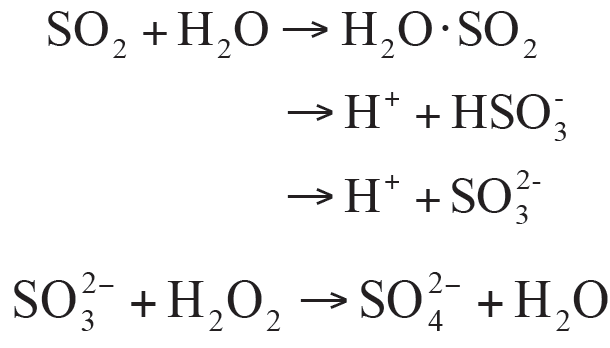 SO₂ + H₂O → H₂O·SO₂
→ H⁺ + HSO₃⁻
→ H⁺ + SO₃²⁻
SO₃²⁻ + H₂O₂ → SO₄²⁻ + H₂O